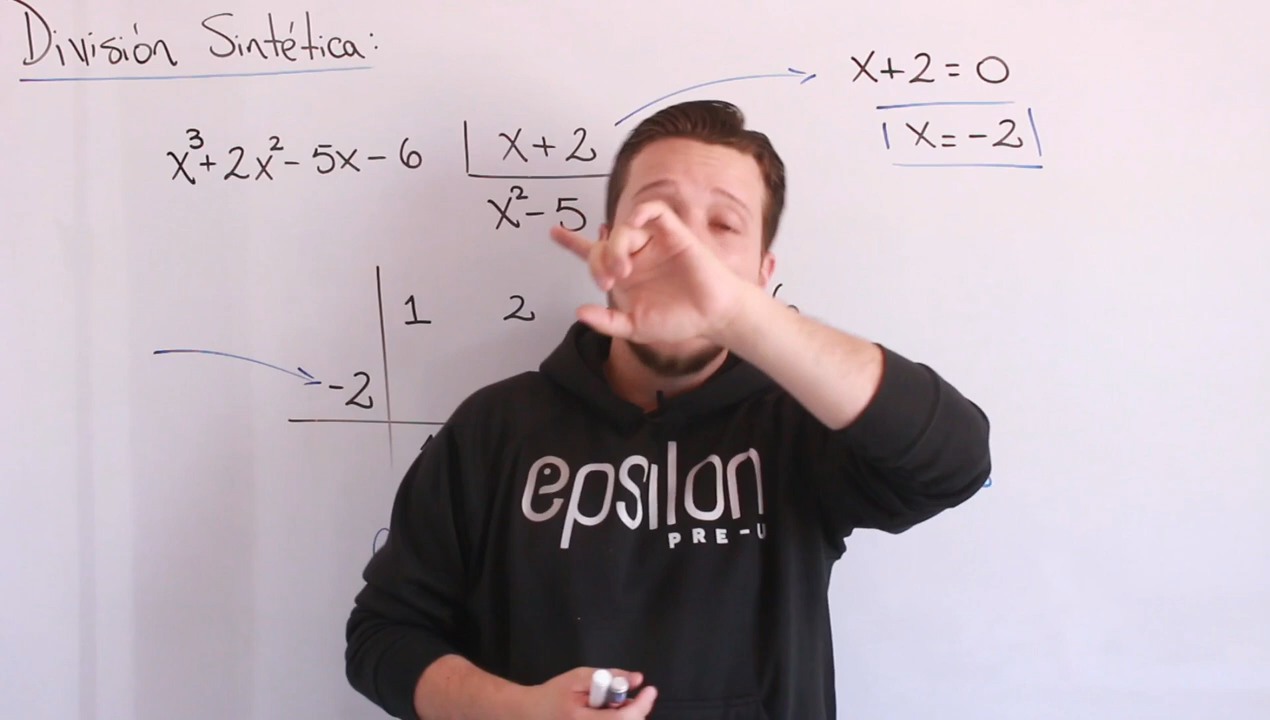 División Sintética:
x+2=0
x=-2
x³+2x²-5x-6 | x+2
x²-5
1 2
-2
epsilon
PRE-U